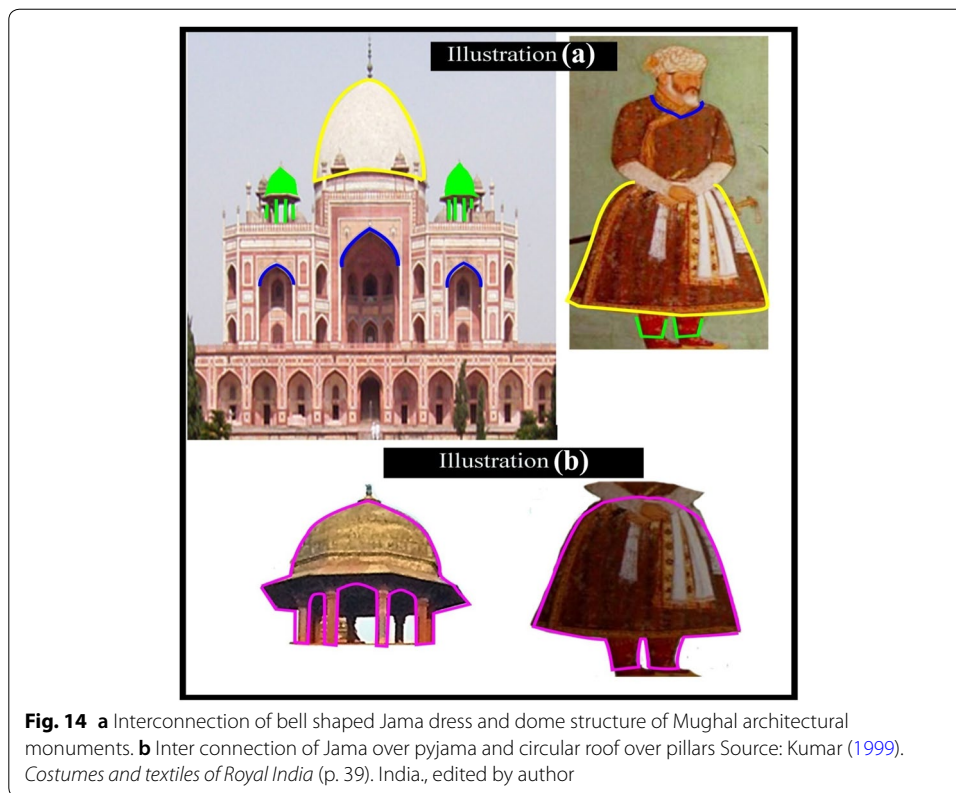 Illustration (a)
Illustration (b)
Fig. 14 a Interconnection of bell shaped Jama dress and dome structure of Mughal architectural
monuments. b Inter connection of Jama over pyjama and circular roof over pillars Source: Kumar (1999).
Costumes and textiles of Royal India (p. 39). India., edited by author